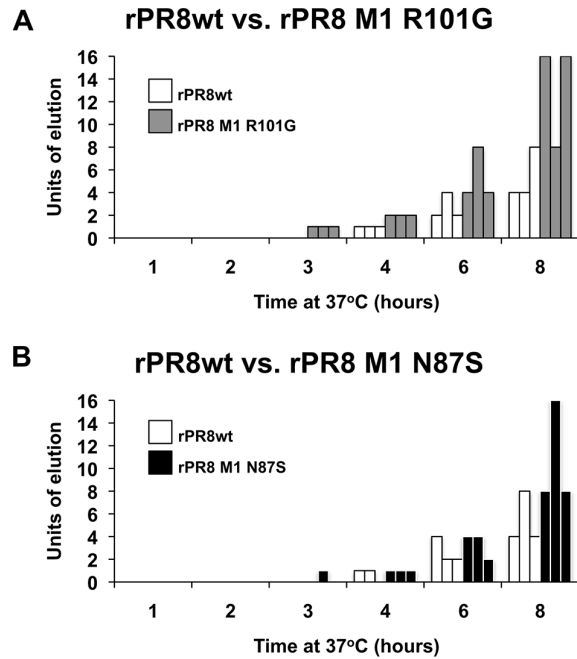 A
rPR8wt vs. rPR8 M1 R101G
Units of elution
16
14
12
10
8
6
4
2
0
rPR8wt
rPR8 M1 R101G
1 2 3 4 6 8
Time at 37ºC (hours)
B
rPR8wt vs. rPR8 M1 N87S
Units of elution
16
14
12
10
8
6
4
2
0
rPR8wt
rPR8 M1 N87S
1 2 3 4 6 8
Time at 37ºC (hours)